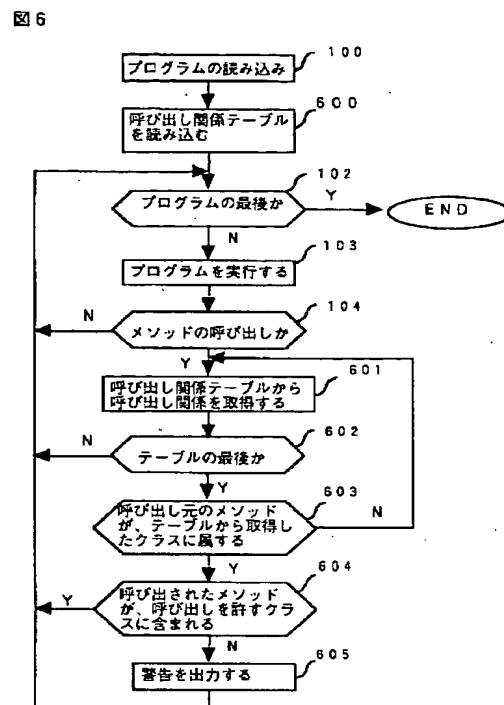 図6
100
プログラムの読み込み
600
呼び出し関係テーブル
を読み込む
102
プログラムの最後か
Y
END
N
103
プログラムを実行する
104
N
メソッドの呼び出しか
Y
601
呼び出し関係テーブルから
呼び出し関係を取得する
602
N
テーブルの最後か
Y
603
呼び出し元のメソッド
が、テーブルから取得し
たクラスに属する
N
Y
604
呼び出されたメソッド
が、呼び出しを許すクラス
に含まれる
Y
N
605
警告を出力する